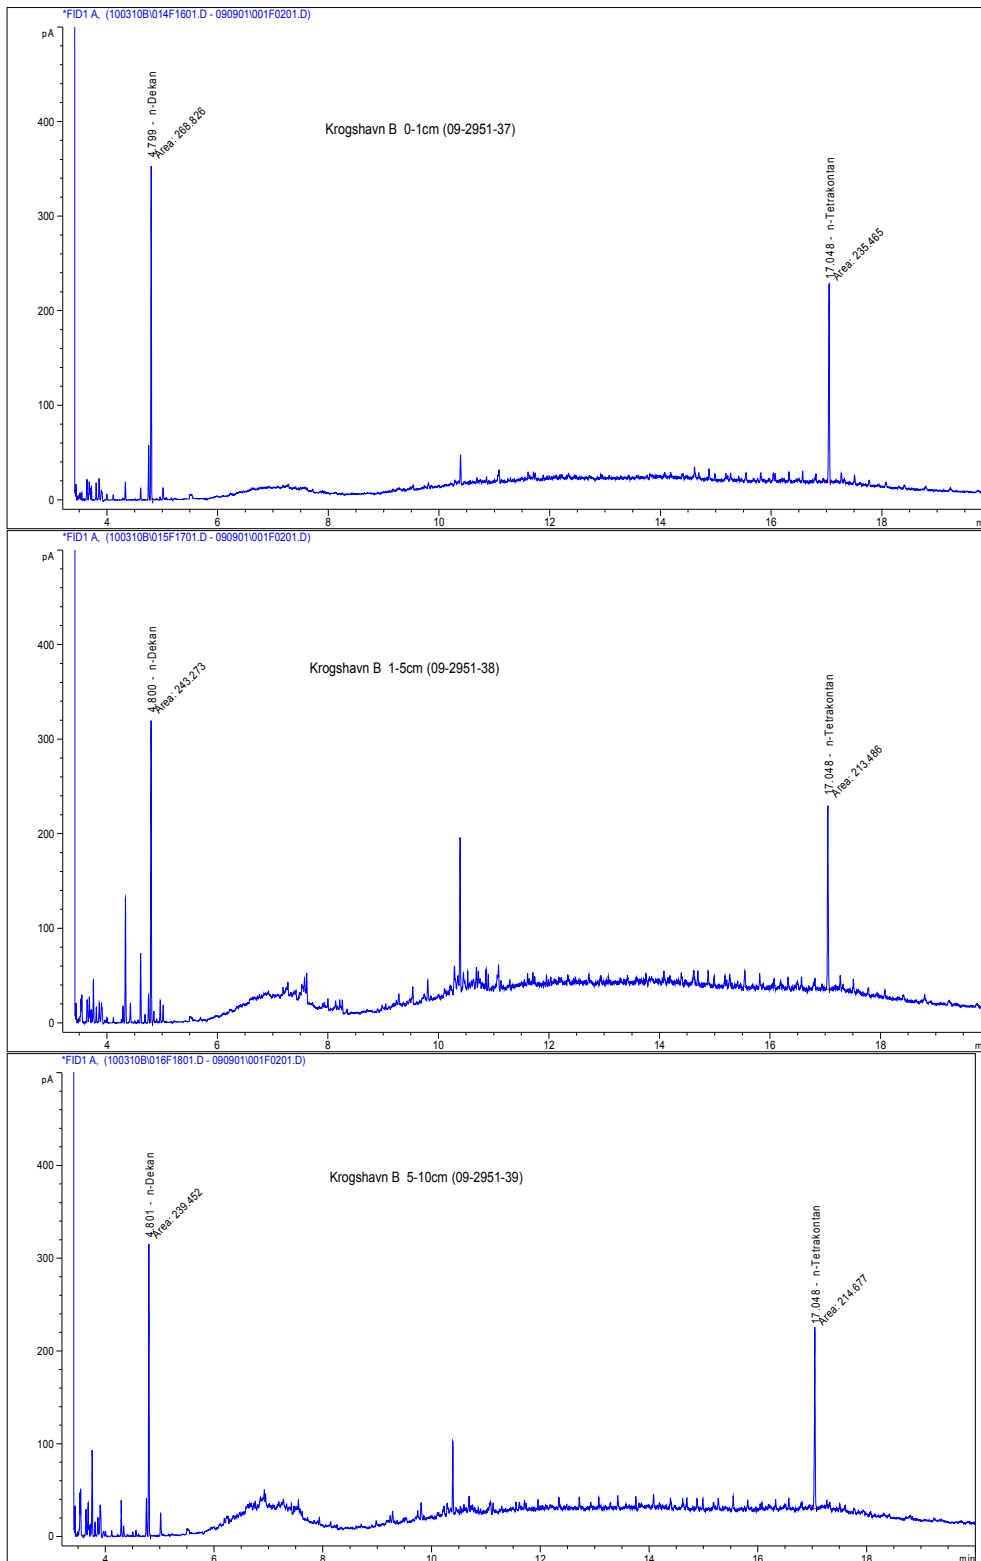 *FID1 A, (100310B\014F1601.D - 090901\001F0201.D)
pA
400
300
200
100
0
4.799 - n-Dekan
Area: 268.826
Krogshavn B 0-1cm (09-2951-37)
17.048 - n-Tetrakontan
Area: 235.465
4 6 8 10 12 14 16 18 m
*FID1 A, (100310B\015F1701.D - 090901\001F0201.D)
pA
400
300
200
100
0
4.800 - n-Dekan
Area: 243.273
Krogshavn B 1-5cm (09-2951-38)
17.048 - n-Tetrakontan
Area: 213.486
4 6 8 10 12 14 16 18 m
*FID1 A, (100310B\016F1801.D - 090901\001F0201.D)
pA
400
300
200
100
0
4.801 - n-Dekan
Area: 239.452
Krogshavn B 5-10cm (09-2951-39)
17.048 - n-Tetrakontan
Area: 214.677
4 6 8 10 12 14 16 18 min